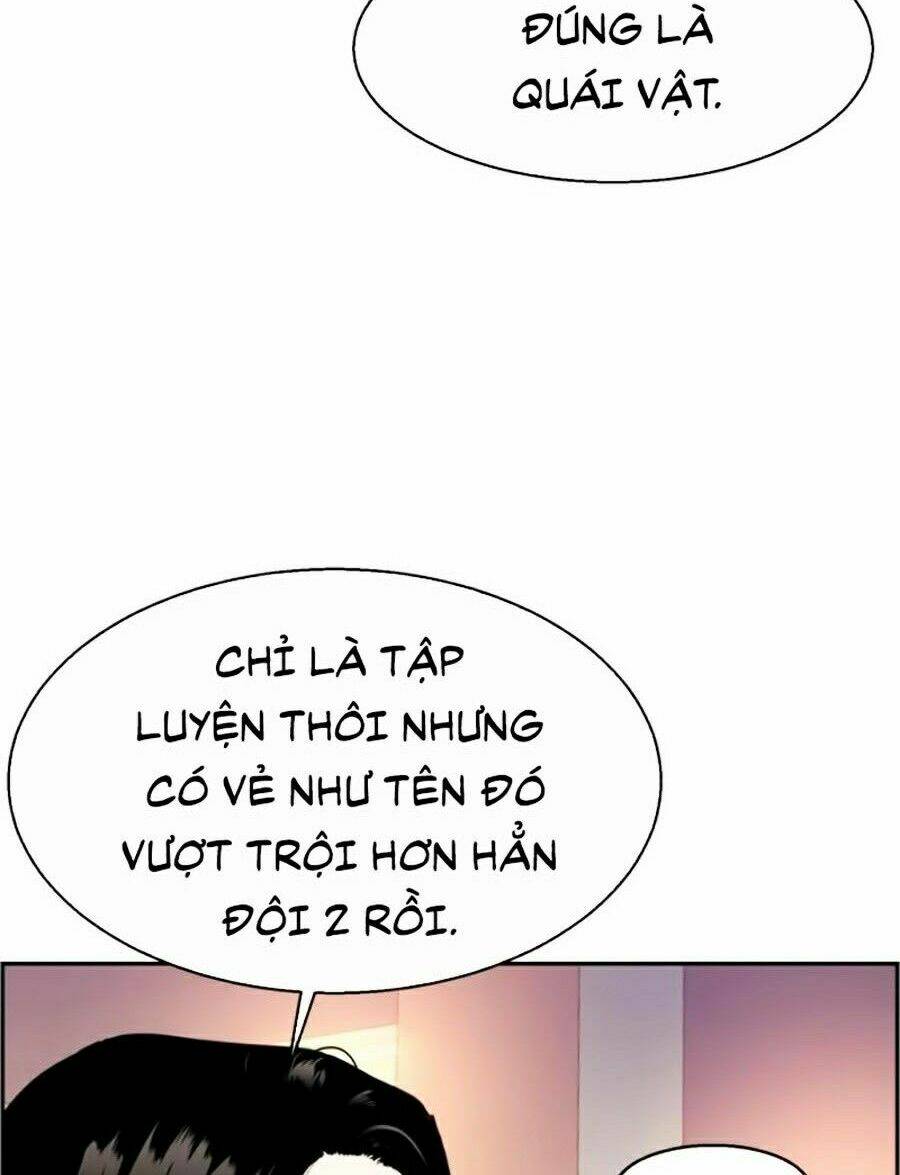 ĐÚNG LÀ
QUÁI VẬT.
CHỈ LÀ TẬP
LUYỆN THÔI NHƯNG
CÓ VẺ NHƯ TÊN ĐÓ
VƯỢT TRỘI HƠN HẲN
ĐỘI 2 RỒI.